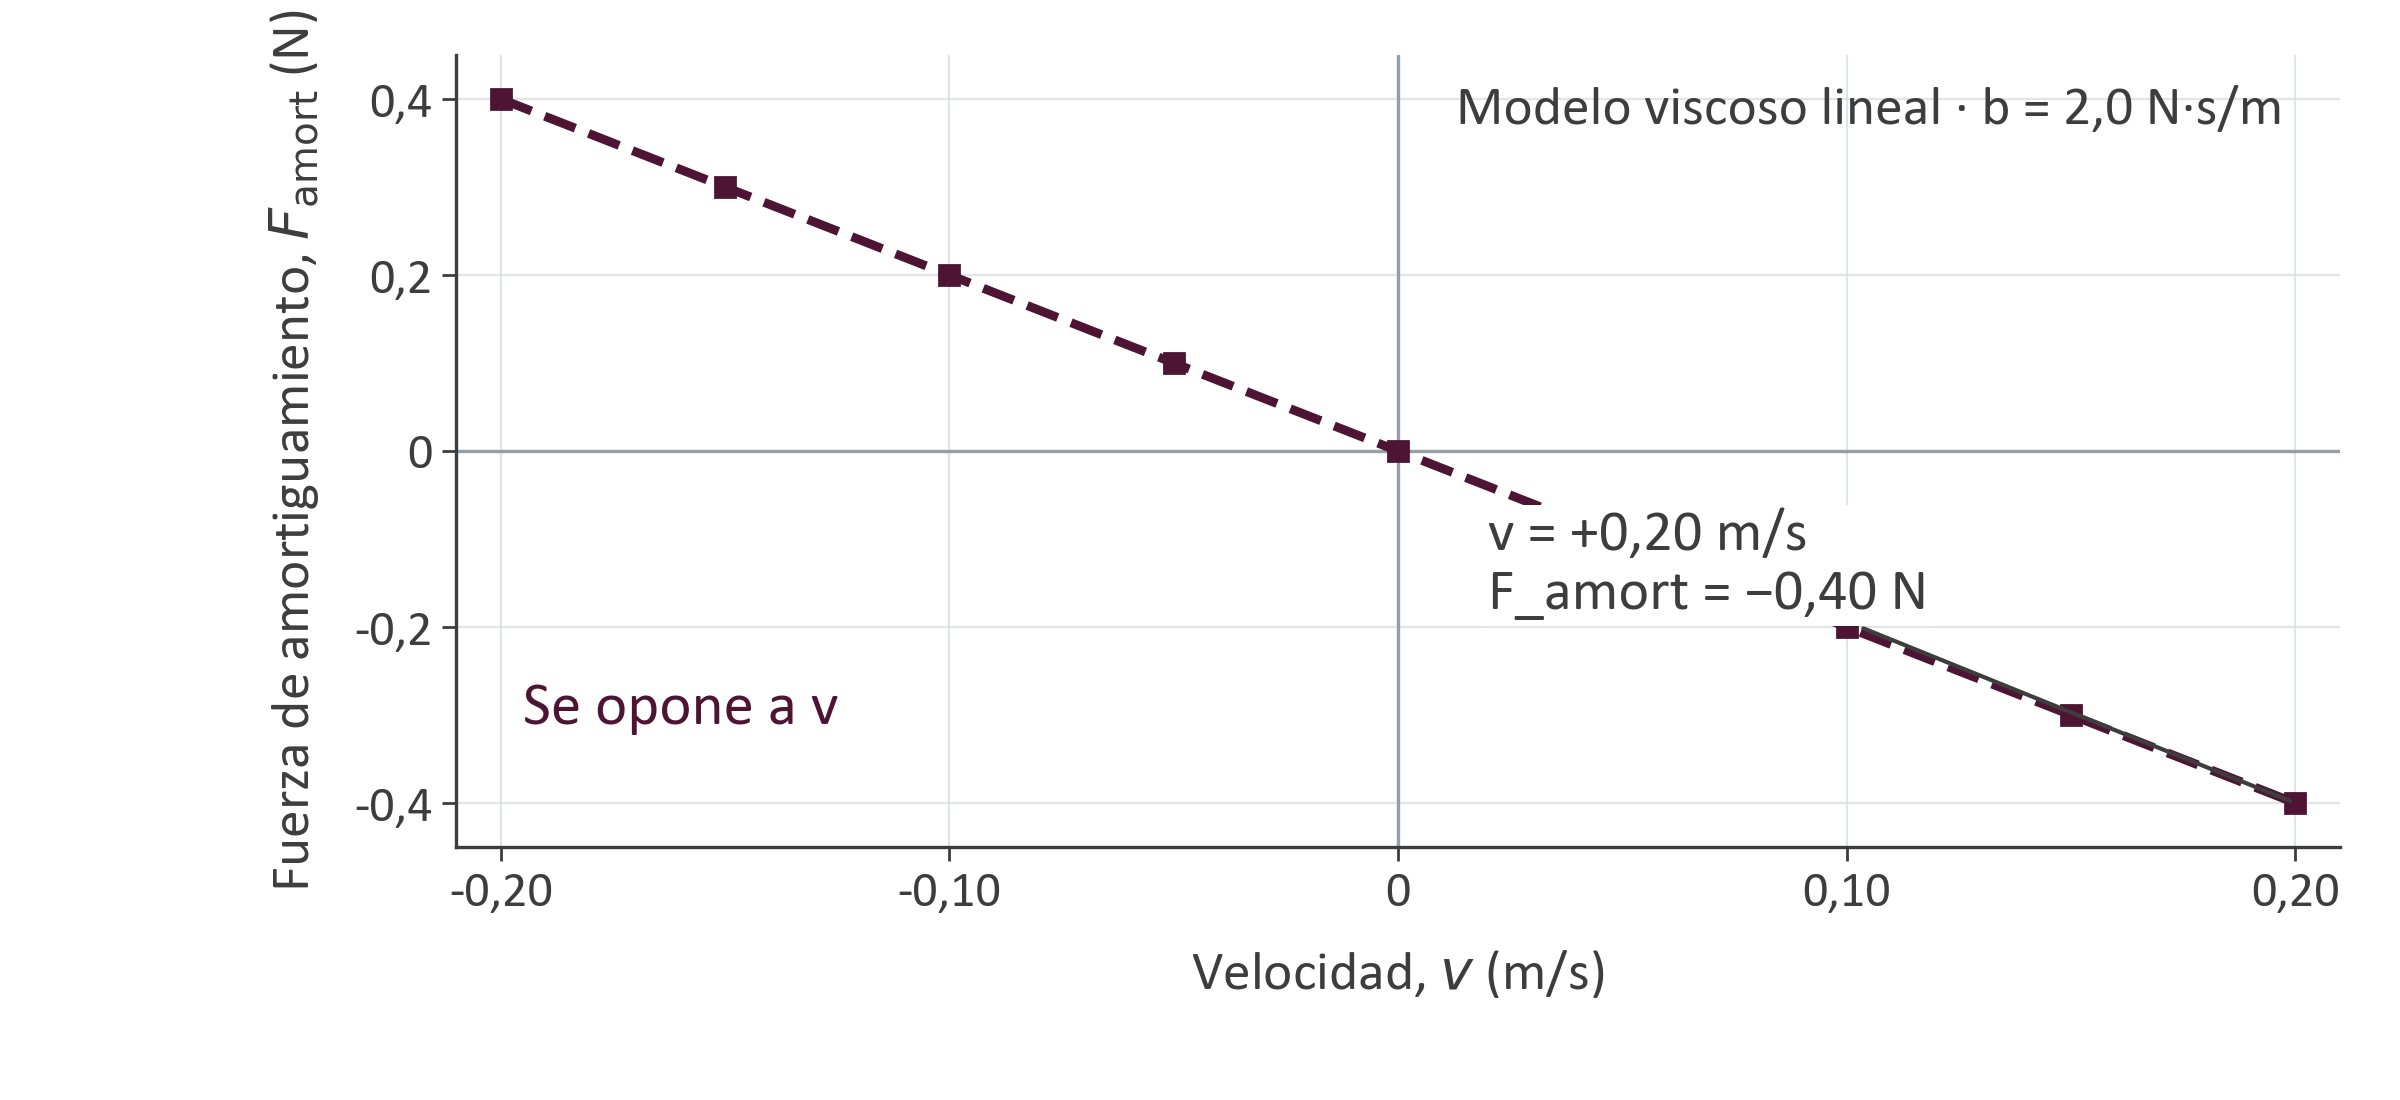 Fuerza de amortiguamiento, F_amort (N)
0,4
0,2
0
-0,2
-0,4
Modelo viscoso lineal · b = 2,0 N·s/m
v = +0,20 m/s
F_amort = −0,40 N
Se opone a v
-0,20
-0,10
0
0,10
0,20
Velocidad, v (m/s)